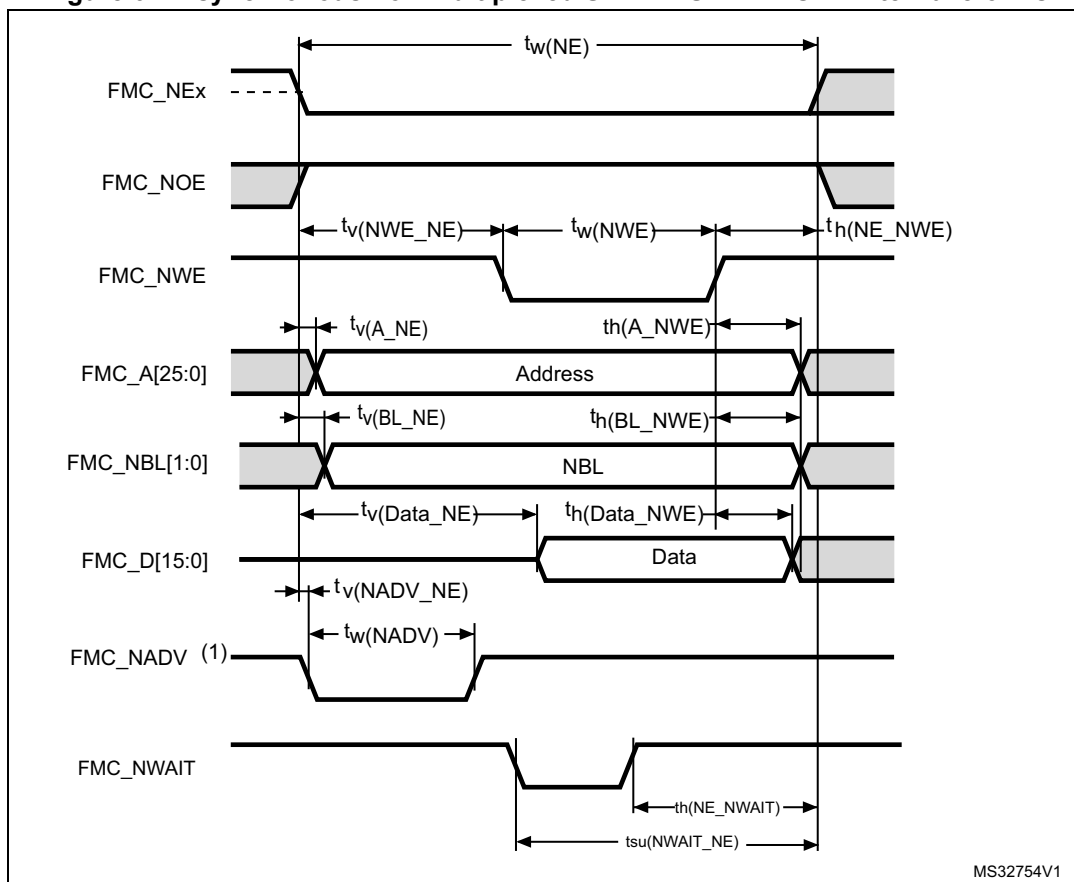 tw(NE)
FMC_NEx
FMC_NOE
tv(NWE_NE)
tw(NWE)
th(NE_NWE)
FMC_NWE
tv(A_NE)
th(A_NWE)
FMC_A[25:0]
Address
tv(BL_NE)
th(BL_NWE)
FMC_NBL[1:0]
NBL
tv(Data_NE)
th(Data_NWE)
FMC_D[15:0]
Data
tv(NADV_NE)
tw(NADV)
FMC_NADV (1)
FMC_NWAIT
th(NE_NWAIT)
tsu(NWAIT_NE)
MS32754V1